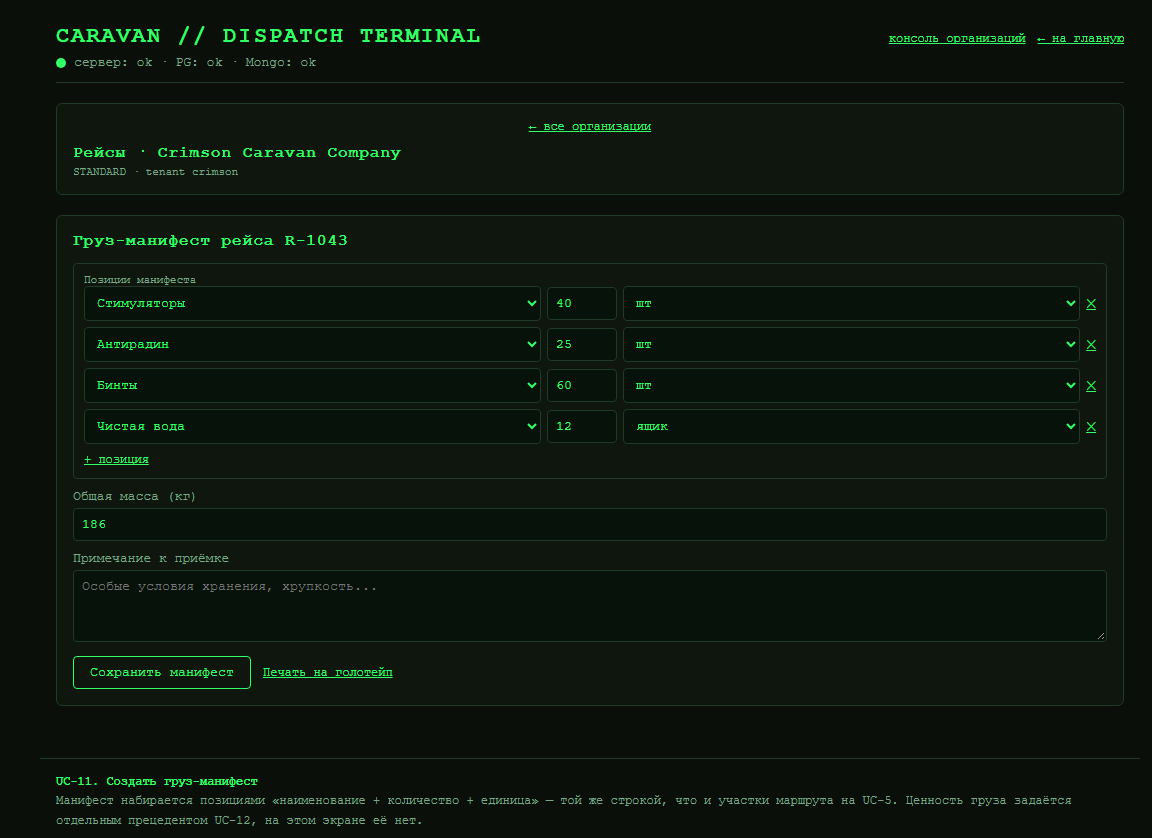 CARAVAN // DISPATCH TERMINAL
консоль организаций ← на главную
сервер: ok · PG: ok · Mongo: ok
← все организации
Рейсы · Crimson Caravan Company
STANDARD · tenant crimson
Груз-манифест рейса R-1043
Позиции манифеста
Стимуляторы 40 шт ✕
Антирадин 25 шт ✕
Бинты 60 шт ✕
Чистая вода 12 ящик ✕
+ позиция
Общая масса (кг)
186
Примечание к приёмке
Особые условия хранения, хрупкость...
Сохранить манифест Печать на голотейп
UC-11. Создать груз-манифест
Манифест набирается позициями «наименование + количество + единица» — той же строкой, что и участки маршрута на UC-5. Ценность груза задаётся
отдельным прецедентом UC-12, на этом экране её нет.